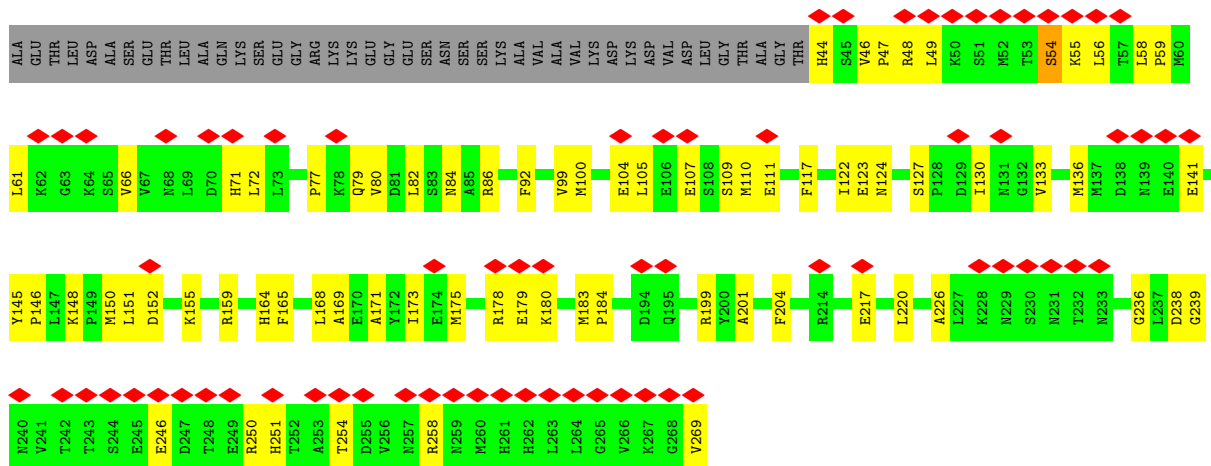 ALA GLU THR LEU ASP ALA SER GLU THR LEU ALA GLN LYS SER GLU GLY ARG LYS LYS GLU GLY GLU SER ASN SER SER LYS ALA VAL ALA VAL LYS ASP LYS ASP VAL ASP LEU GLY THR ALA GLY THR H44 S45 V46 P47 R48 L49 K50 S51 M52 T53 S54 K55 L56 T57 L58 P59 M60
L61 K62 G63 K64 S65 V66 V67 N68 L69 D70 H71 L72 L73 P77 K78 Q79 V80 D81 L82 S83 N84 A85 R86 F92 V99 M100 E104 L105 E106 E107 S108 S109 M110 E111 F117 I122 E123 N124 S127 P128 D129 I130 N131 G132 V133 M136 M137 D138 N139 E140 E141
Y145 P146 L147 K148 P149 M150 L151 D152 K155 R159 H164 F165 L168 A169 E170 A171 Y172 I173 E174 M175 R178 E179 K180 M183 P184 D194 Q195 R199 Y200 A201 F204 R214 E217 L220 A226 L227 K228 N229 S230 N231 T232 N233 G236 L237 D238 G239
N240 V241 T242 T243 S244 E245 E246 D247 T248 E249 R250 H251 T252 A253 T254 D255 V256 N257 R258 N259 M260 H261 H262 L263 L264 G265 V266 K267 G268 V269